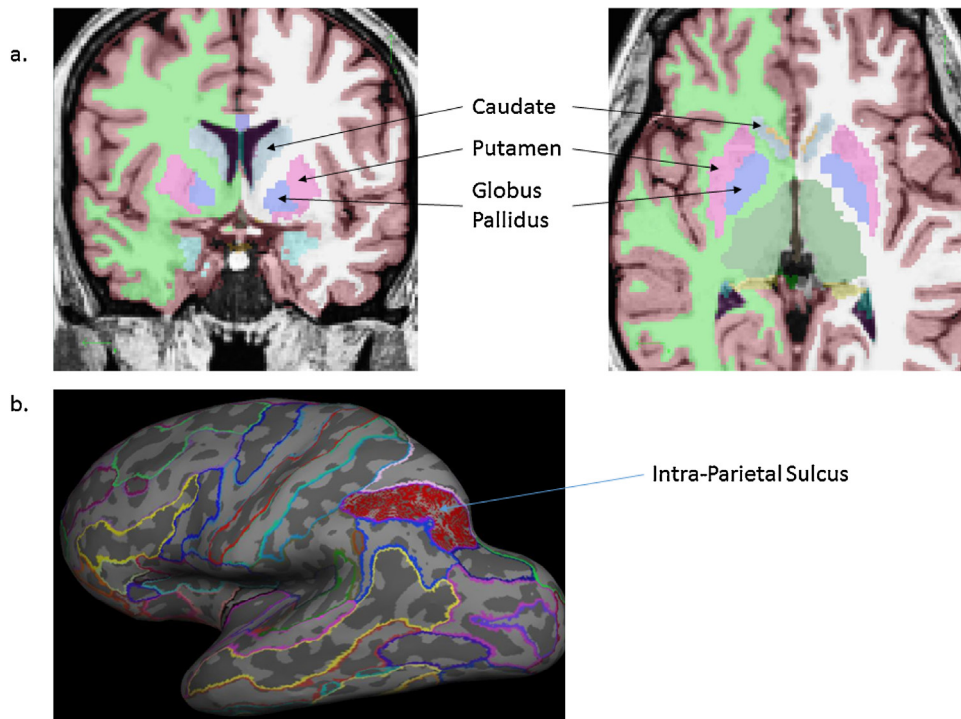 a.
Caudate
Putamen
Globus
Pallidus
b.
Intra-Parietal Sulcus